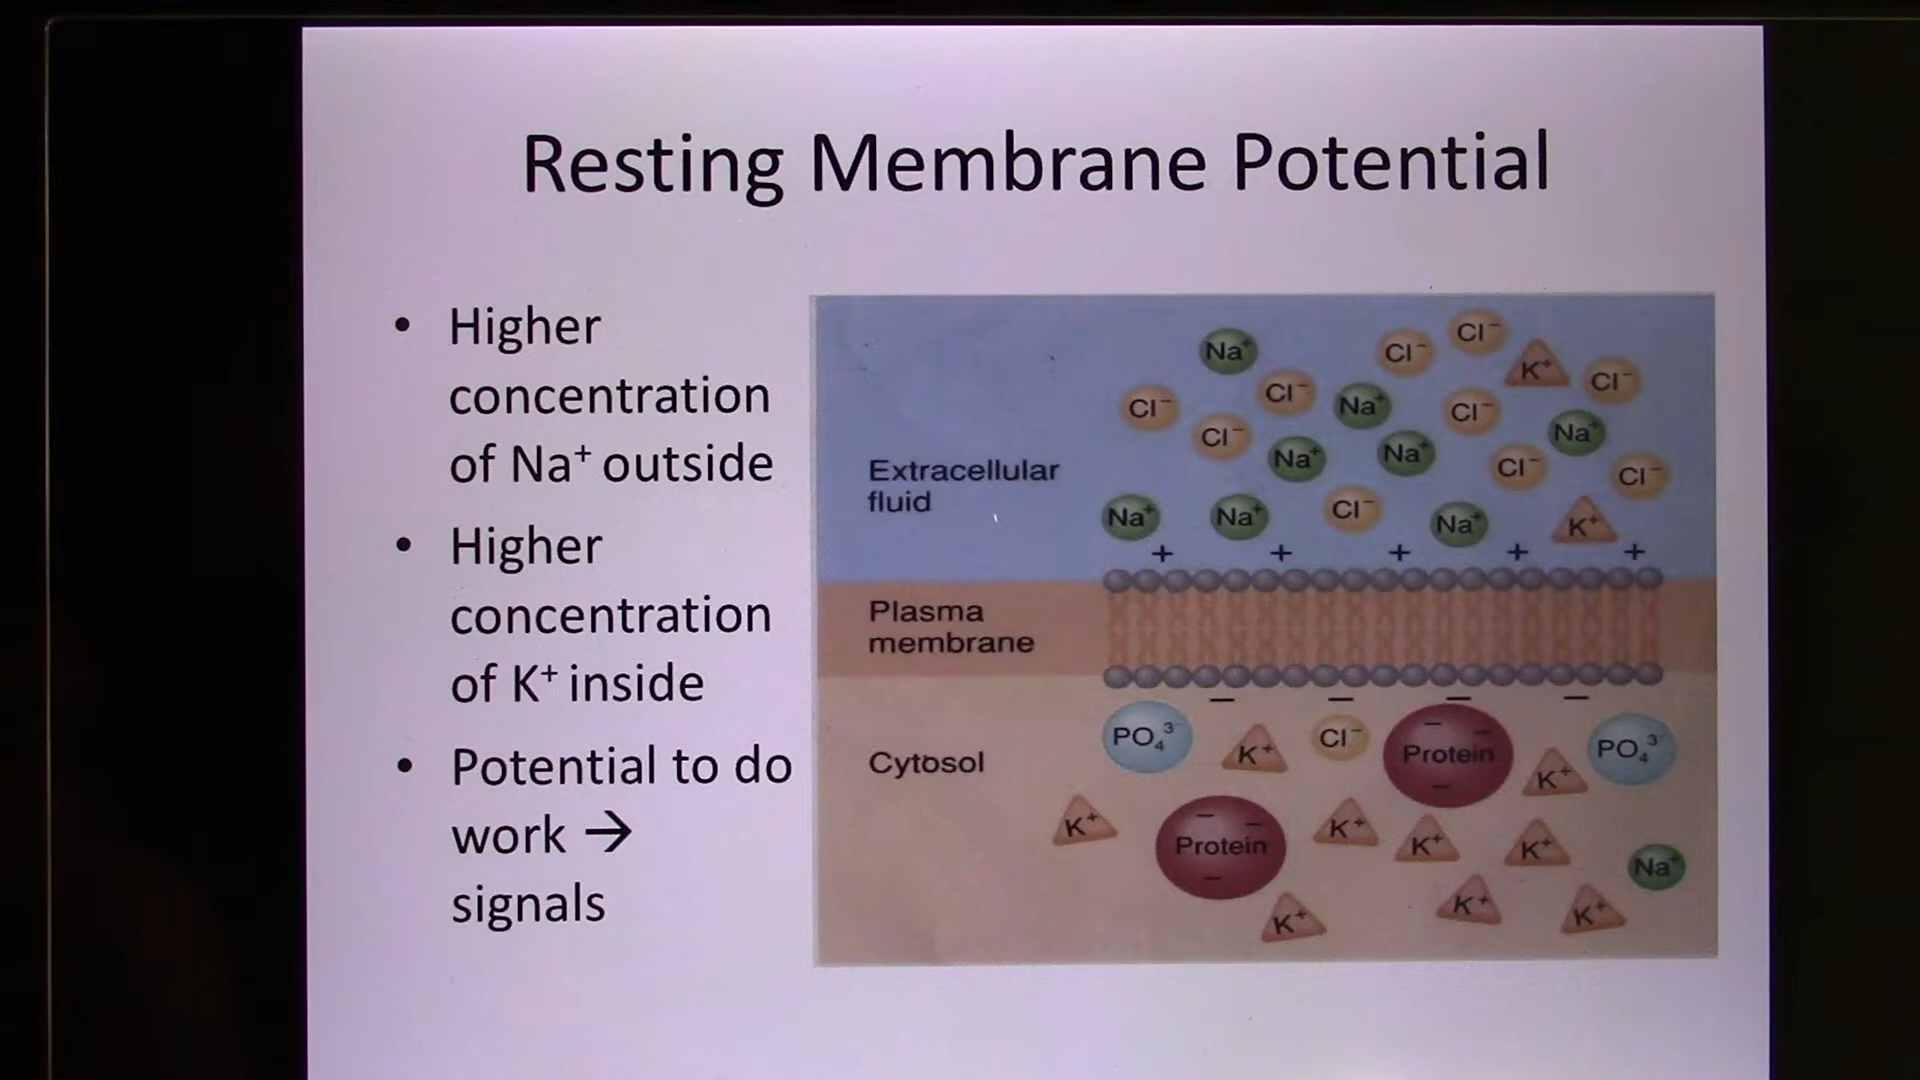 Resting Membrane Potential
• Higher
concentration
of Na⁺ outside
• Higher
concentration
of K⁺ inside
• Potential to do
work →
signals
Cl⁻
Na⁺
Cl⁻
K⁺
Cl⁻
Cl⁻
Cl⁻
Na⁺
Cl⁻
Na⁺
Cl⁻
Na⁺
Na⁺
Cl⁻
Cl⁻
Extracellular
fluid
Na⁺
Na⁺
Cl⁻
Na⁺
K⁺
+ + + + +
Plasma
membrane
− − − −
PO₄³⁻
K⁺
Cl⁻
Protein
− − −
K⁺
PO₄³⁻
Cytosol
K⁺
Protein
− − −
K⁺
K⁺
K⁺
Na⁺
K⁺
K⁺
K⁺